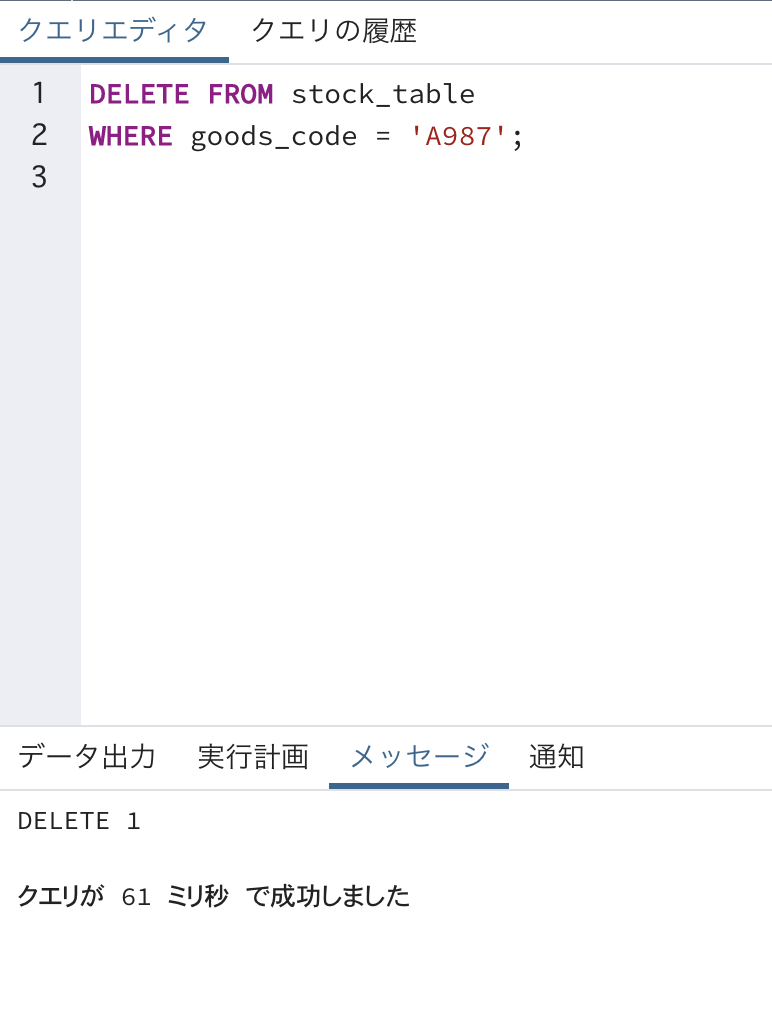 クエリエディタ クエリの履歴
1 DELETE FROM stock_table
2 WHERE goods_code = 'A987';
3
データ出力 実行計画 メッセージ 通知
DELETE 1
クエリが 61 ミリ秒 で成功しました